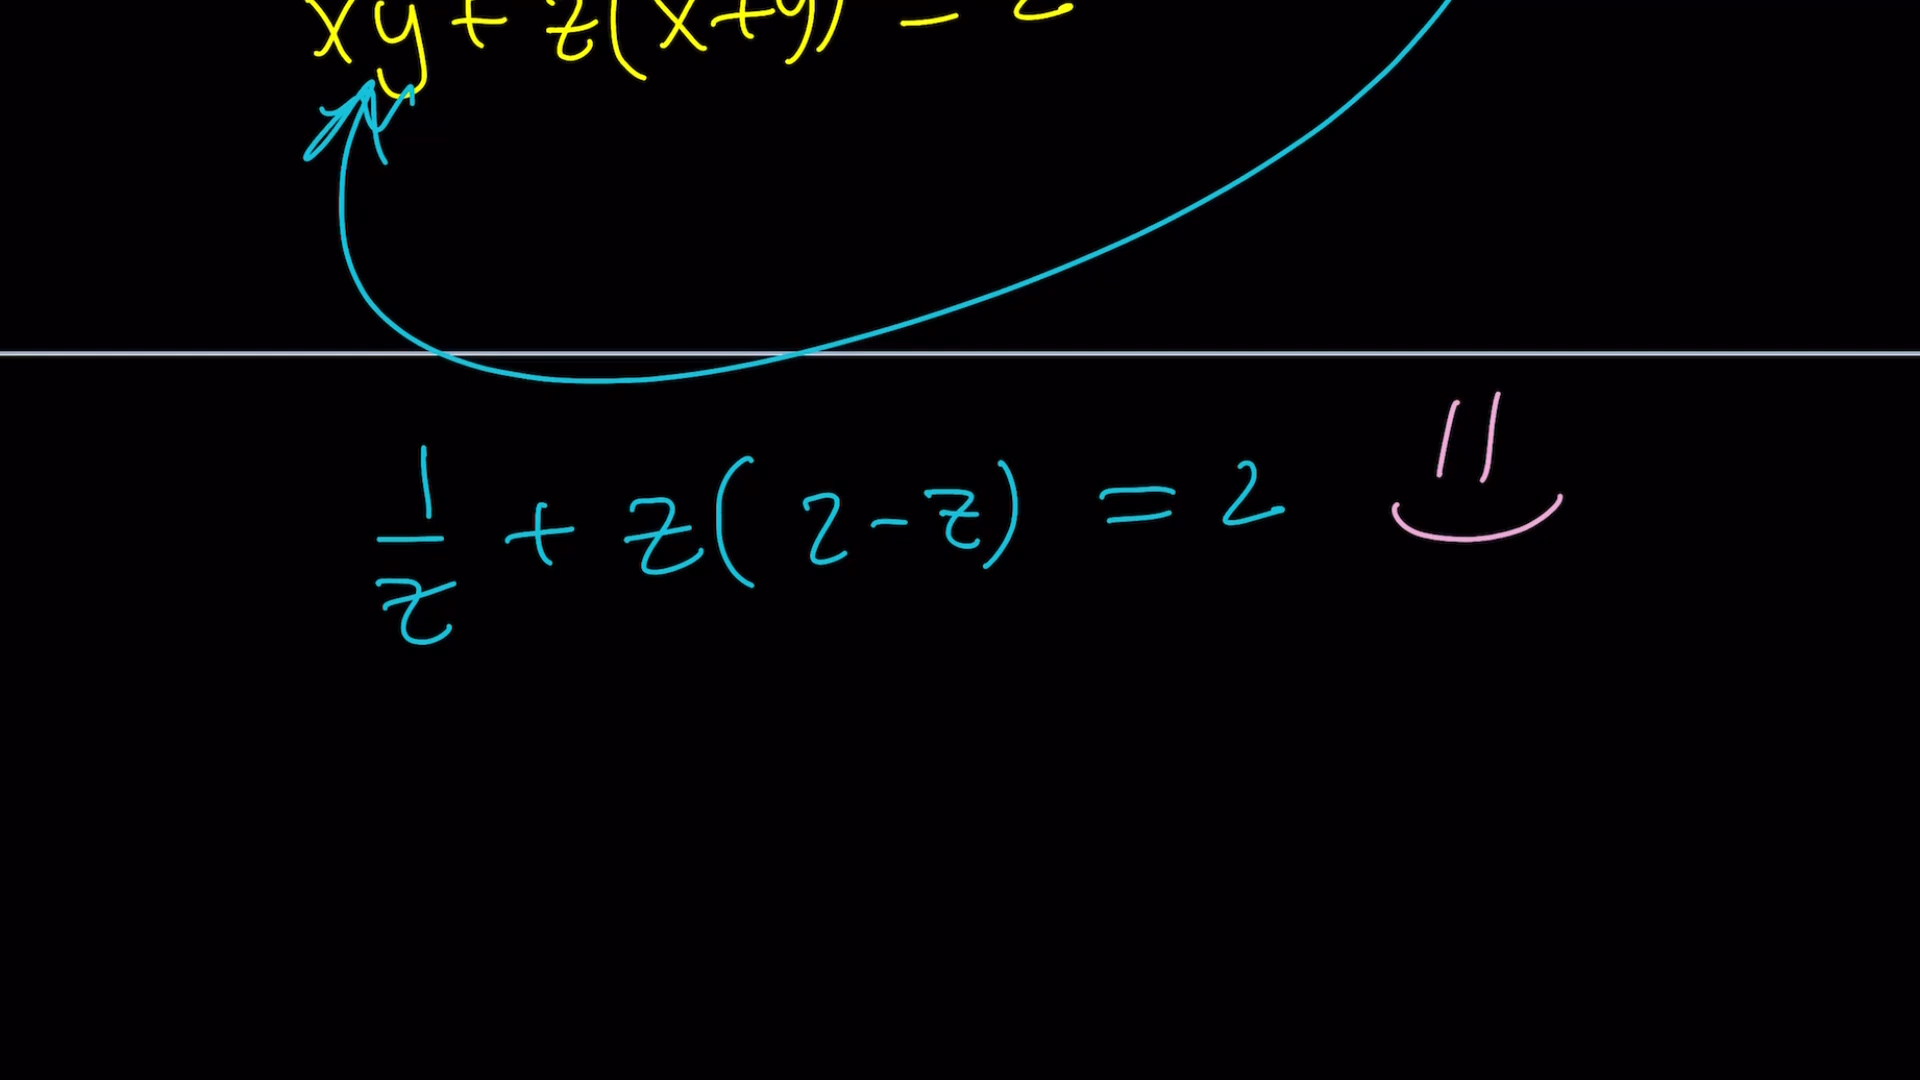 xy + z(x+y) = 2
1/z + z(2-z) = 2